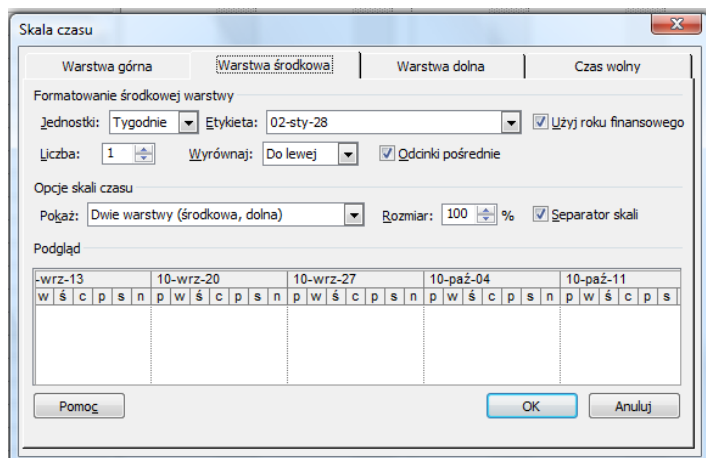 Skala czasu
Warstwa górna Warstwa środkowa Warstwa dolna Czas wolny
Formatowanie środkowej warstwy
Jednostki: Tygodnie Etykieta: 02-sty-28 Użyj roku finansowego
Liczba: 1 Wyrównaj: Do lewej Odcinki pośrednie
Opcje skali czasu
Pokaż: Dwie warstwy (środkowa, dolna) Rozmiar: 100 % Separator skali
Podgląd
-wrz-13 10-wrz-20 10-wrz-27 10-paź-04 10-paź-11
w ś c p s n p w ś c p s n p w ś c p s n p w ś c p s n p w ś c p s
Pomoc OK Anuluj